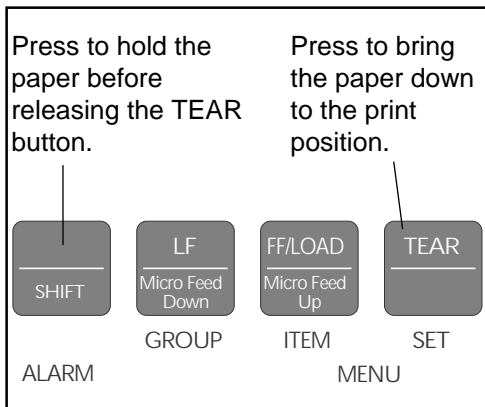 Press to hold the
paper before
releasing the TEAR
button.
Press to bring
the paper down
to the print
position.
SHIFT
LF
Micro Feed
Down
FF/LOAD
Micro Feed
Up
TEAR
GROUP
ITEM
SET
ALARM
MENU